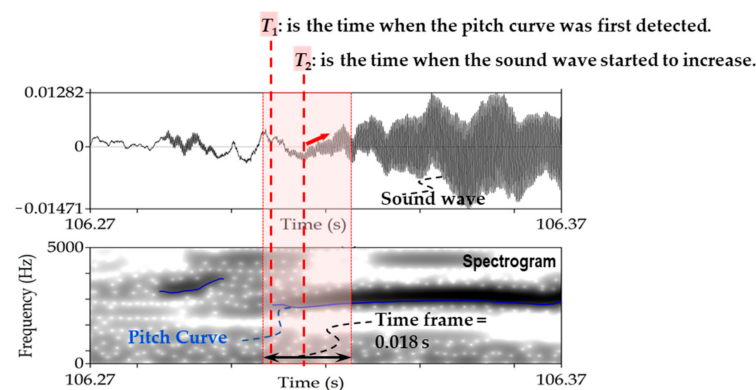 T1: is the time when the pitch curve was first detected.
T2: is the time when the sound wave started to increase.
0.01282
0
−0.01471
Sound wave
106.27
Time (s)
106.37
5000
Frequency (Hz)
Spectrogram
Pitch Curve
Time frame =
0.018 s
0
106.27
Time (s)
106.37